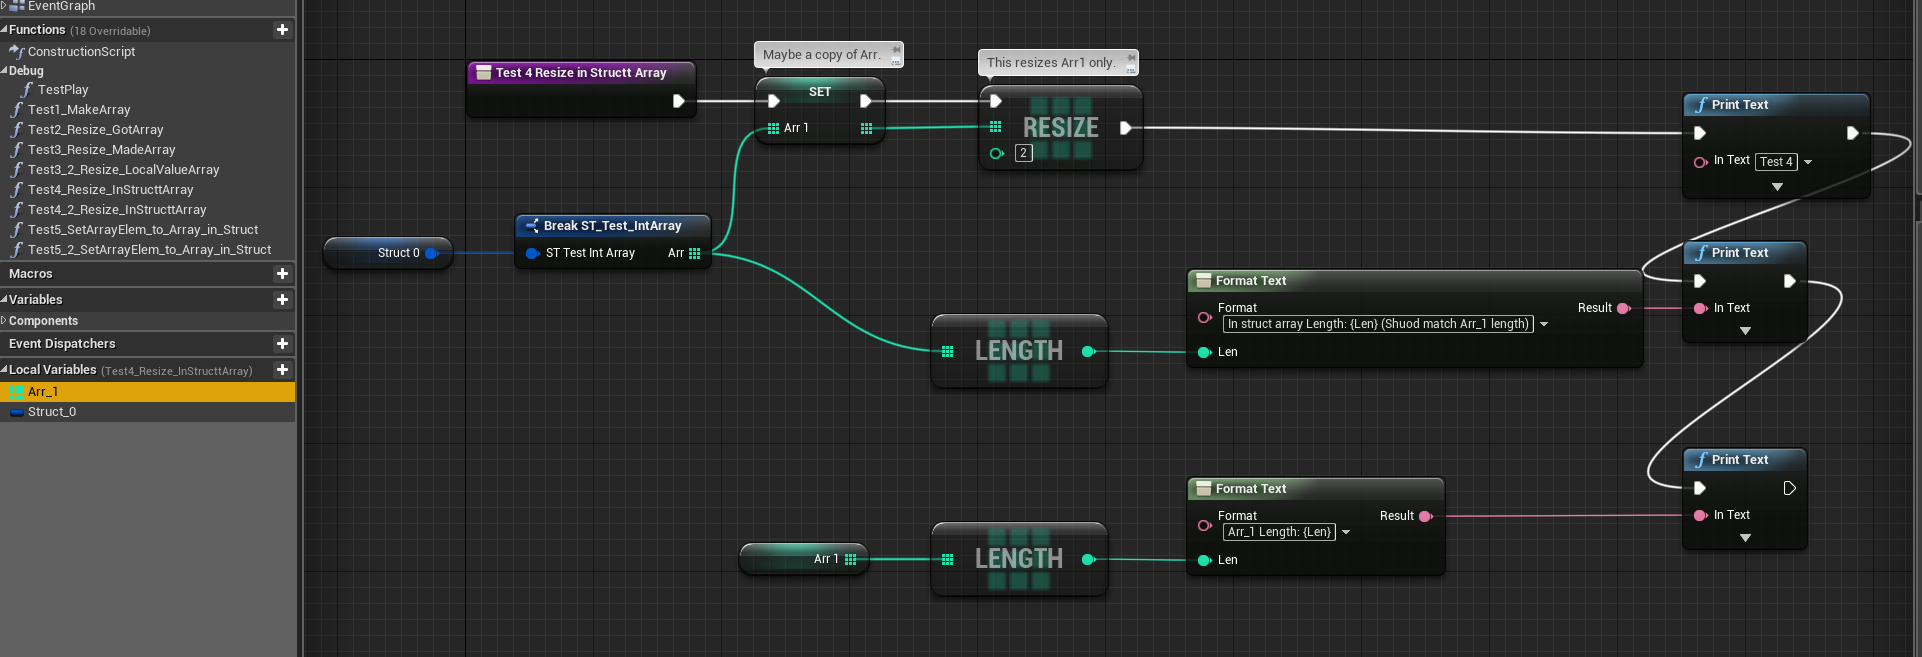 EventGraph
Functions (18 Overridable)
ConstructionScript
Debug
TestPlay
Test1_MakeArray
Test2_Resize_GotArray
Test3_Resize_MadeArray
Test3_2_Resize_LocalValueArray
Test4_Resize_InStructtArray
Test4_2_Resize_InStructtArray
Test5_SetArrayElem_to_Array_in_Struct
Test5_2_SetArrayElem_to_Array_in_Struct
Macros
Variables
Components
Event Dispatchers
Local Variables (Test4_Resize_InStructtArray)
Arr_1
Struct_0
Test 4 Resize in Structt Array
Maybe a copy of Arr.
SET
Arr 1
This resizes Arr1 only.
RESIZE
2
Print Text
In Text Test 4
Struct 0
Break ST_Test_IntArray
ST Test Int Array Arr
LENGTH
Format Text
Format
In struct array Length: {Len} (Shuod match Arr_1 length)
Result
Len
Print Text
In Text
Arr 1
LENGTH
Format Text
Format
Arr_1 Length: {Len}
Result
Len
Print Text
In Text